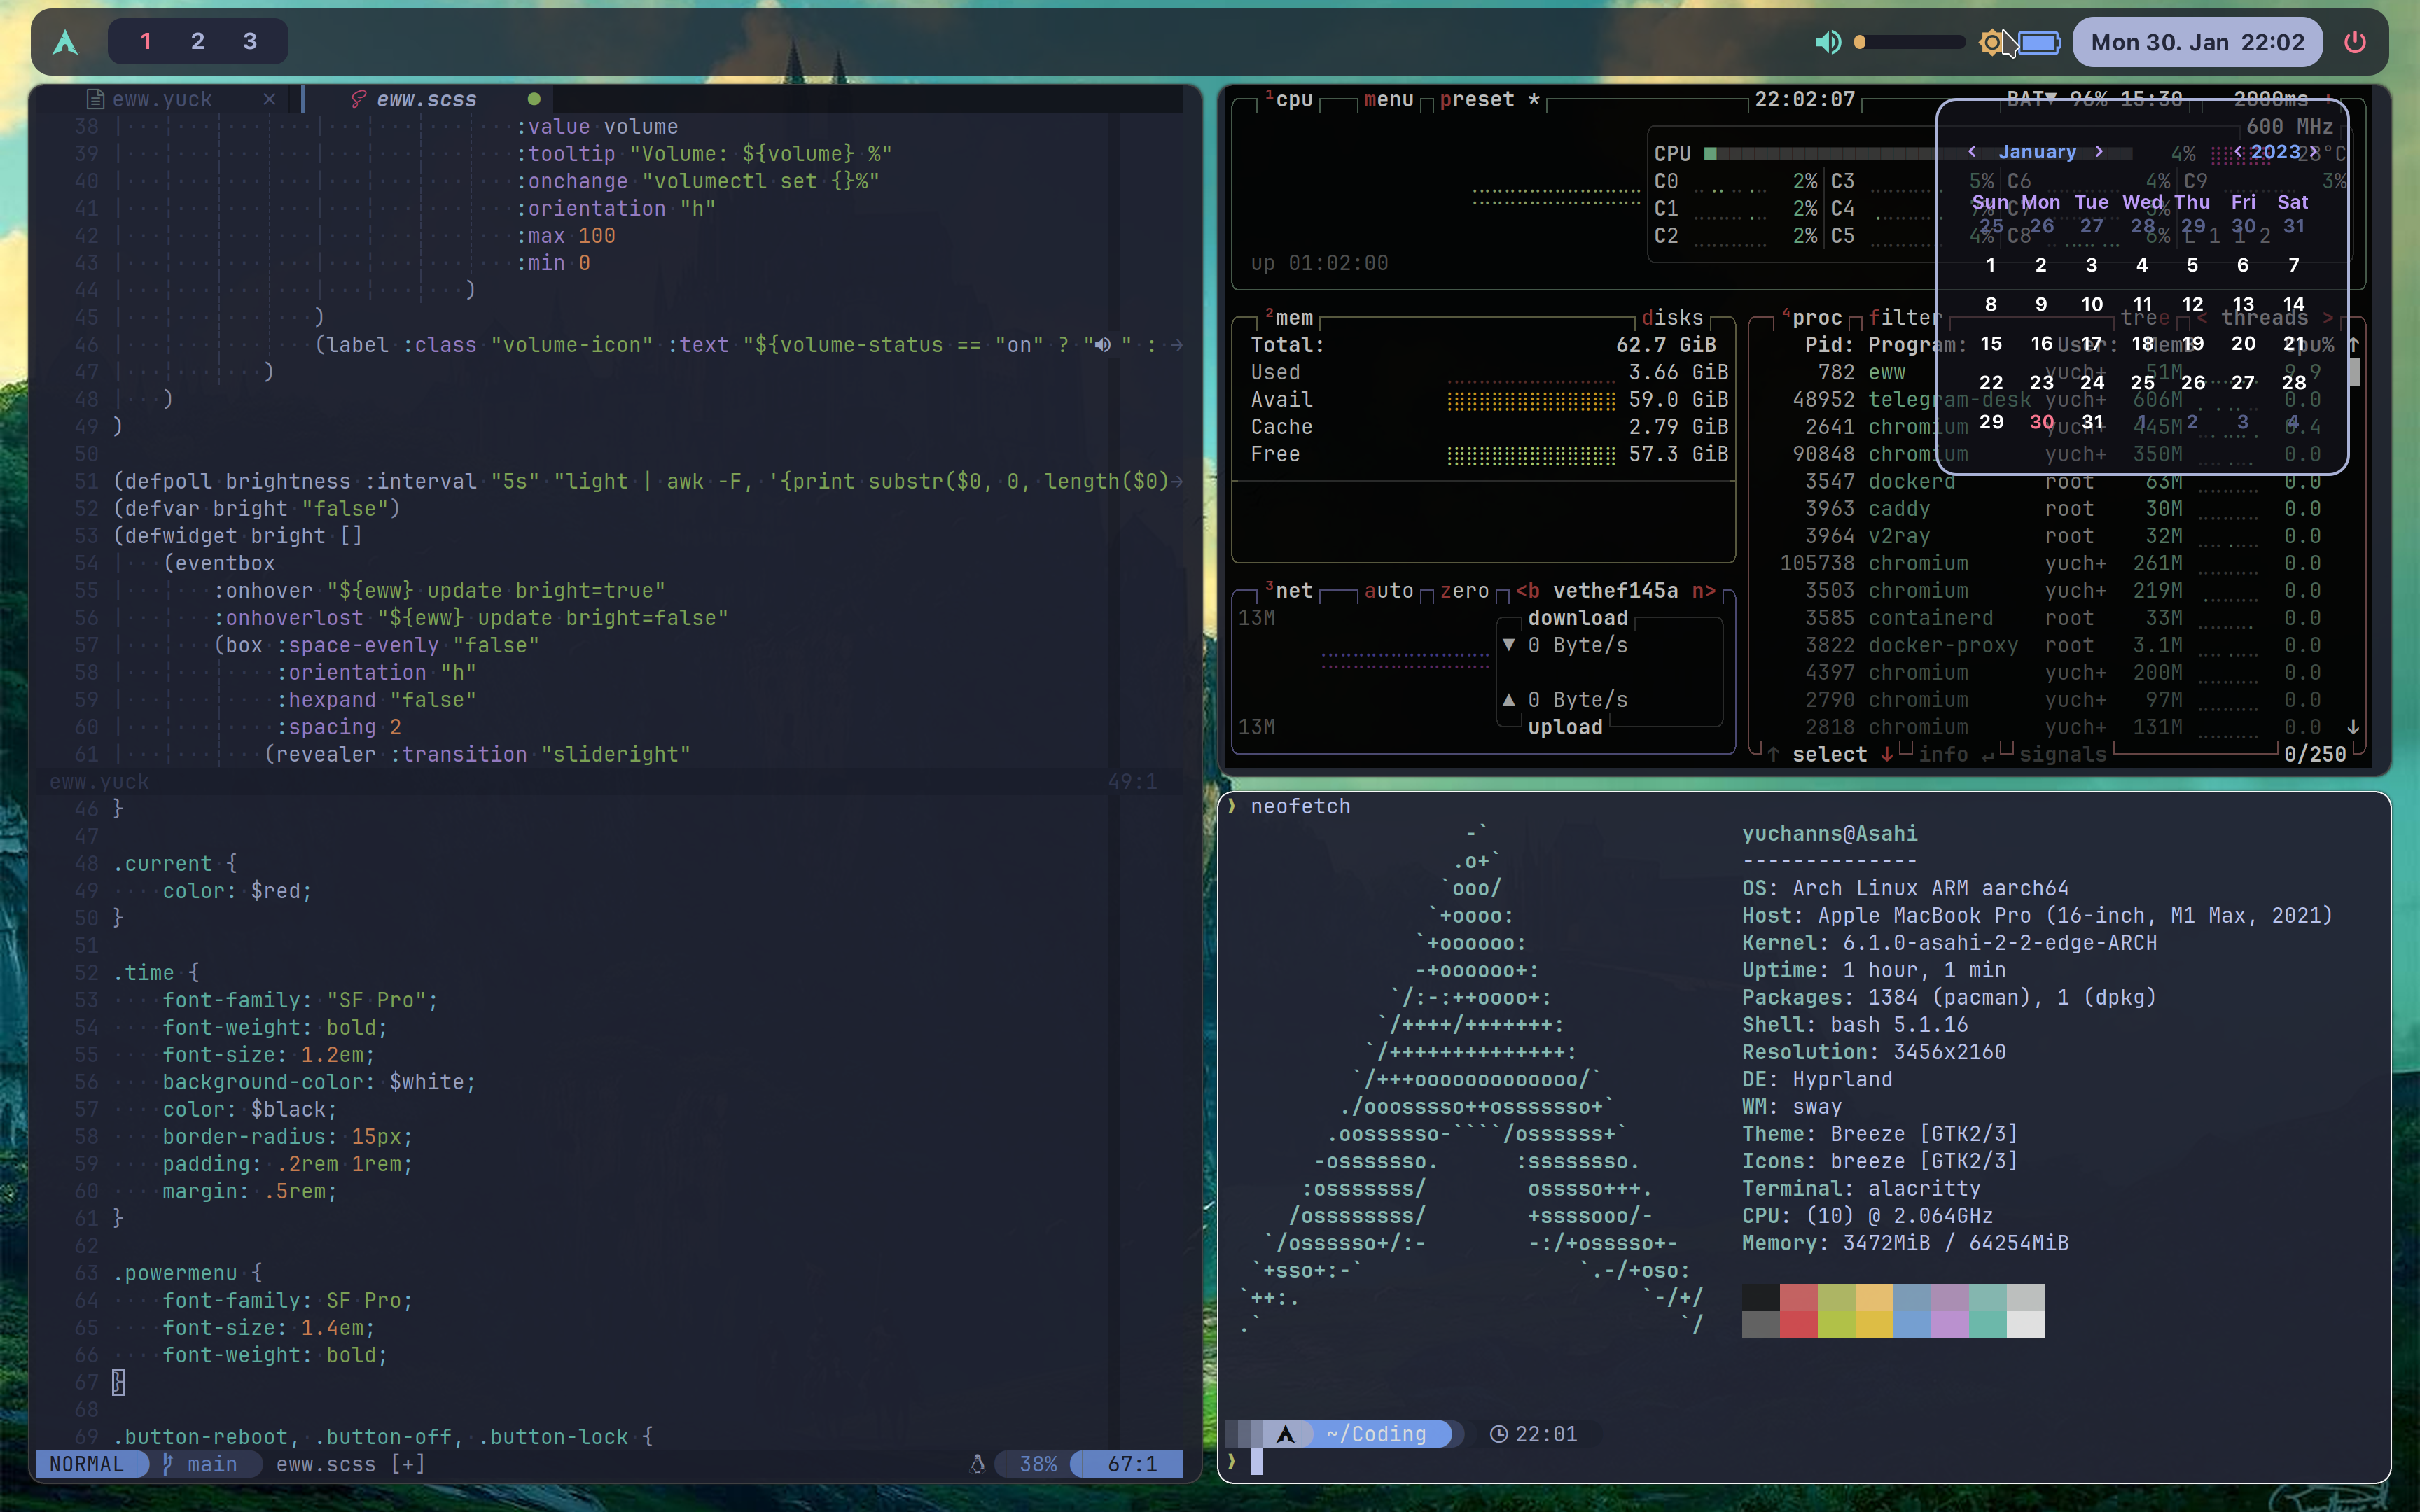 1 2 3
Mon 30. Jan 22:02
eww.yuck × eww.scss
38 :value volume
39 :tooltip "Volume: ${volume} %"
40 :onchange "volumectl set {}%"
41 :orientation "h"
42 :max 100
43 :min 0
44 )
45 )
46 (label :class "volume-icon" :text "${volume-status == "on" ? " " :
47 )
48 )
49 )
50
51 (defpoll brightness :interval "5s" "light | awk -F, '{print substr($0, 0, length($0)
52 (defvar bright "false")
53 (defwidget bright []
54 (eventbox
55 :onhover "${eww} update bright=true"
56 :onhoverlost "${eww} update bright=false"
57 (box :space-evenly "false"
58 :orientation "h"
59 :hexpand "false"
60 :spacing 2
61 (revealer :transition "slideright"
eww.yuck 49:1
46 }
47
48 .current {
49 color: $red;
50 }
51
52 .time {
53 font-family: "SF Pro";
54 font-weight: bold;
55 font-size: 1.2em;
56 background-color: $white;
57 color: $black;
58 border-radius: 15px;
59 padding: .2rem 1rem;
60 margin: .5rem;
61 }
62
63 .powermenu {
64 font-family: SF Pro;
65 font-size: 1.4em;
66 font-weight: bold;
67 }
68
69 .button-reboot, .button-off, .button-lock {
NORMAL main eww.scss [+] 38% 67:1
1cpu menu preset * 22:02:07 BAT▼ 96% 15:30 2000ms +
600 MHz
CPU 4% 28°C
C0 2% C3 5% C6 4% C9 3%
C1 2% C4 C7
C2 2% C5 4% C8 6% L 1 1 2
up 01:02:00
< January > < 2023 >
Sun Mon Tue Wed Thu Fri Sat
25 26 27 28 29 30 31
1 2 3 4 5 6 7
8 9 10 11 12 13 14
15 16 17 18 19 20 21
22 23 24 25 26 27 28
29 30 31 1 2 3 4
2mem disks
Total: 62.7 GiB
Used 3.66 GiB
Avail 59.0 GiB
Cache 2.79 GiB
Free 57.3 GiB
3net auto zero <b vethef145a n>
13M download
▼ 0 Byte/s
▲ 0 Byte/s
13M upload
4proc filter tree < threads >
Pid: Program: User: MemB Cpu% ↑
782 eww yuch+ 51M 9.9
48952 telegram-desk yuch+ 606M 0.0
2641 chromium yuch+ 445M 0.4
90848 chromium yuch+ 350M 0.0
3547 dockerd root 63M 0.0
3963 caddy root 30M 0.0
3964 v2ray root 32M 0.0
105738 chromium yuch+ 261M 0.0
3503 chromium yuch+ 219M 0.0
3585 containerd root 33M 0.0
3822 docker-proxy root 3.1M 0.0
4397 chromium yuch+ 200M 0.0
2790 chromium yuch+ 97M 0.0
2818 chromium yuch+ 131M 0.0 ↓
↑ select ↓ info ↵ signals 0/250
❯ neofetch
-`
.o+`
`ooo/
`+oooo:
`+oooooo:
-+oooooo+:
`/:-:++oooo+:
`/++++/+++++++:
`/++++++++++++++:
`/+++ooooooooooooo/`
./ooosssso++osssssso+`
.oossssso-````/ossssss+`
-osssssso. :ssssssso.
:osssssss/ osssso+++.
/ossssssss/ +ssssooo/-
`/ossssso+/:- -:/+osssso+-
`+sso+:-` `.-/+oso:
`++:. `-/+/
.` `/
yuchanns@Asahi
--------------
OS: Arch Linux ARM aarch64
Host: Apple MacBook Pro (16-inch, M1 Max, 2021)
Kernel: 6.1.0-asahi-2-2-edge-ARCH
Uptime: 1 hour, 1 min
Packages: 1384 (pacman), 1 (dpkg)
Shell: bash 5.1.16
Resolution: 3456x2160
DE: Hyprland
WM: sway
Theme: Breeze [GTK2/3]
Icons: breeze [GTK2/3]
Terminal: alacritty
CPU: (10) @ 2.064GHz
Memory: 3472MiB / 64254MiB
~/Coding 22:01
❯